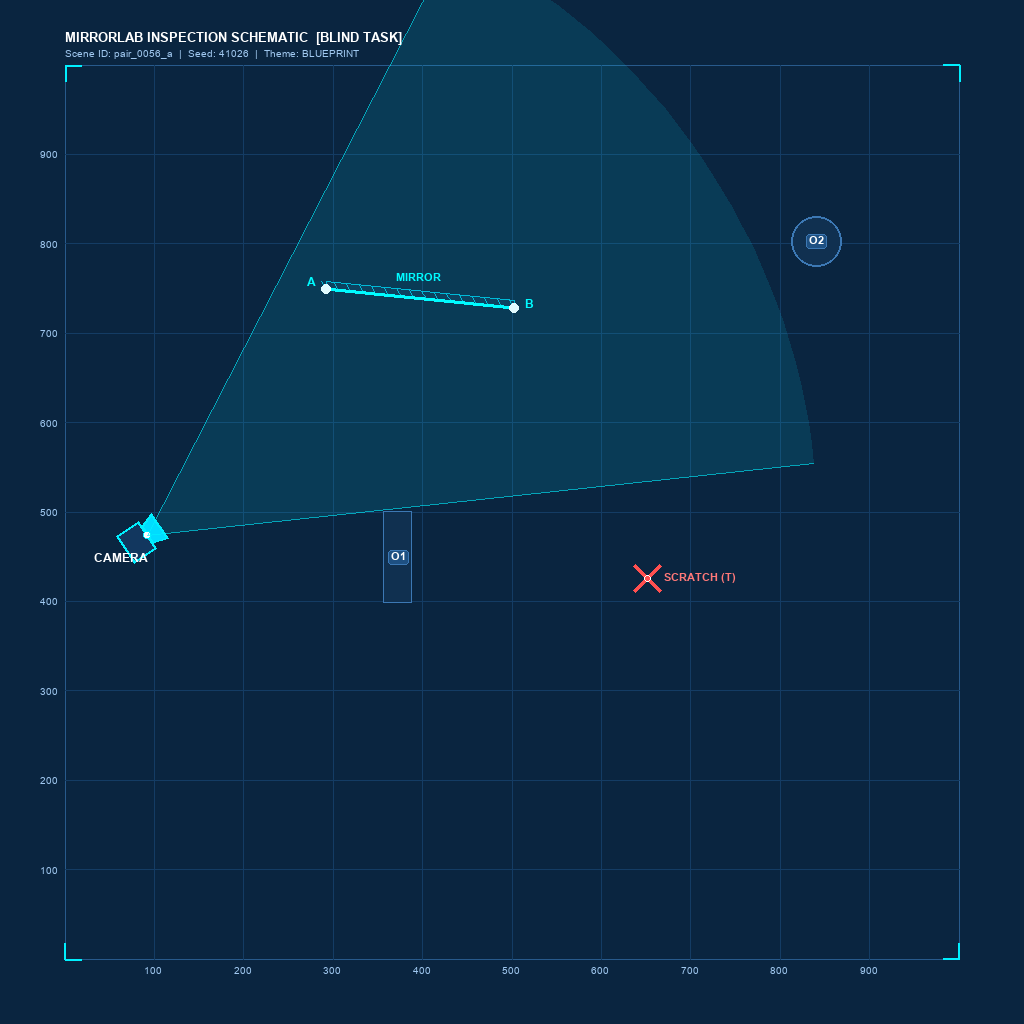 MIRRORLAB INSPECTION SCHEMATIC  [BLIND TASK]
Scene ID: pair_0056_a  |  Seed: 41026  |  Theme: BLUEPRINT
900
800
700
600
500
400
300
200
100
O2
MIRROR
A
B
CAMERA
O1
SCRATCH (T)
100 200 300 400 500 600 700 800 900